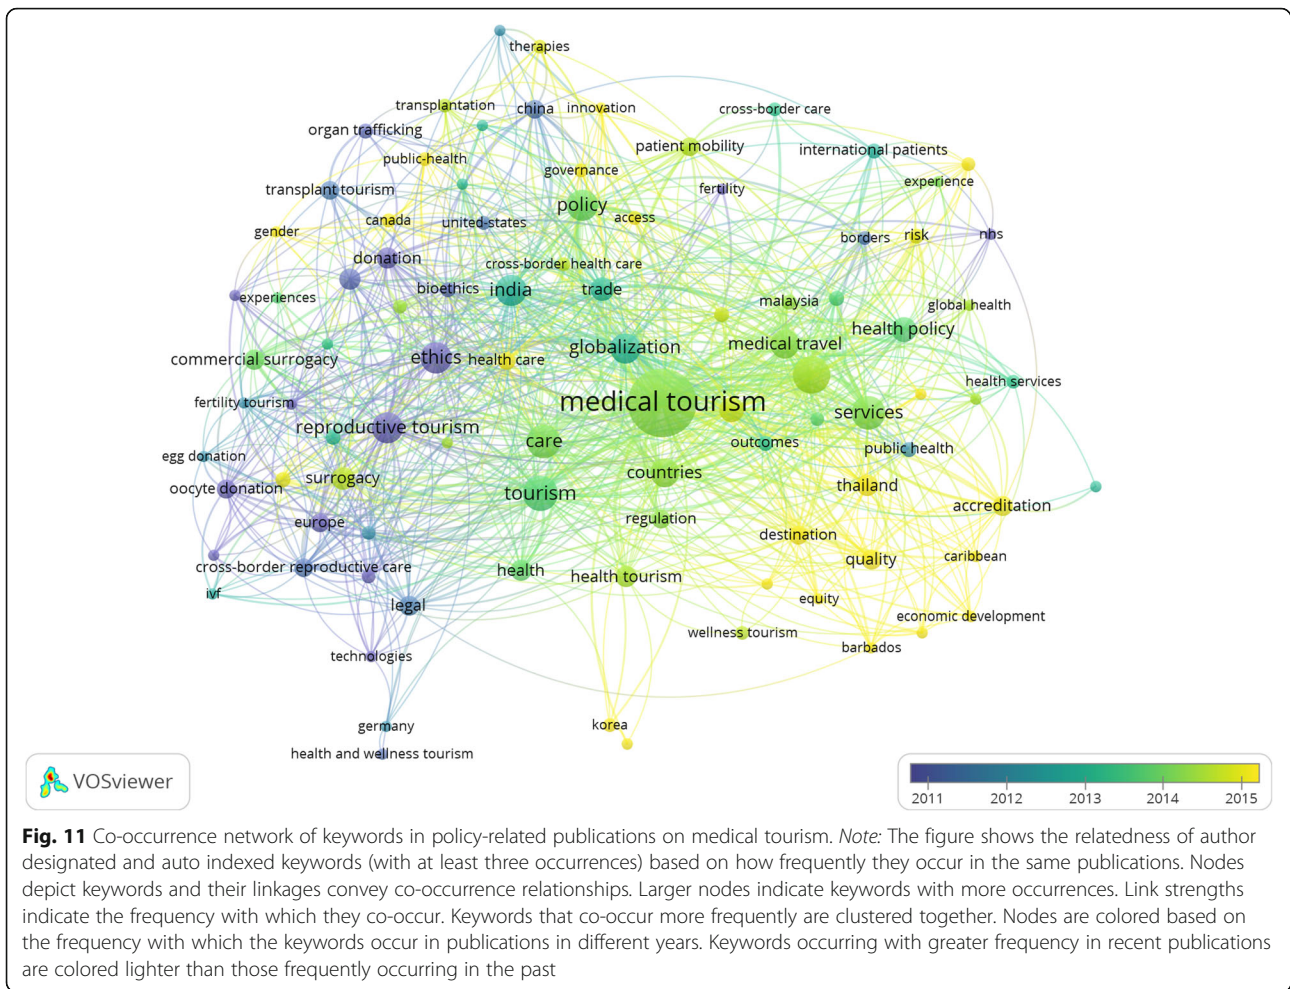 therapies
transplantation
china
innovation
cross-border care
organ trafficking
patient mobility
international patients
public-health
governance
experience
transplant tourism
fertility
policy
canada
united-states
access
gender
borders
risk
nhs
donation
cross-border health care
bioethics
india
trade
experiences
malaysia
global health
health policy
medical travel
globalization
ethics
health care
commercial surrogacy
health services
fertility tourism
medical tourism
services
reproductive tourism
care
outcomes
public health
egg donation
countries
surrogacy
oocyte donation
thailand
tourism
accreditation
europe
regulation
destination
caribbean
quality
cross-border reproductive care
health
health tourism
ivf
equity
legal
economic development
wellness tourism
barbados
technologies
korea
germany
health and wellness tourism
VOSviewer
2011 2012 2013 2014 2015
Fig. 11 Co-occurrence network of keywords in policy-related publications on medical tourism. Note: The figure shows the relatedness of author
designated and auto indexed keywords (with at least three occurrences) based on how frequently they occur in the same publications. Nodes
depict keywords and their linkages convey co-occurrence relationships. Larger nodes indicate keywords with more occurrences. Link strengths
indicate the frequency with which they co-occur. Keywords that co-occur more frequently are clustered together. Nodes are colored based on
the frequency with which the keywords occur in publications in different years. Keywords occurring with greater frequency in recent publications
are colored lighter than those frequently occurring in the past